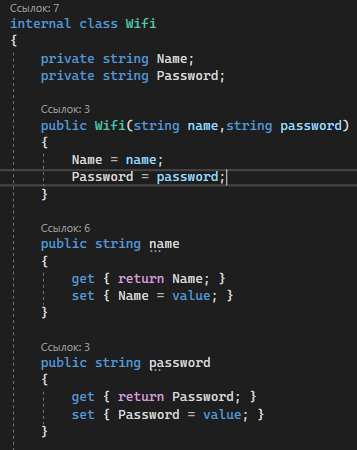 Ссылок: 7
internal class Wifi
{
private string Name;
private string Password;
Ссылок: 3
public Wifi(string name,string password)
{
Name = name;
Password = password;
}
Ссылок: 6
public string name
{
get { return Name; }
set { Name = value; }
}
Ссылок: 3
public string password
{
get { return Password; }
set { Password = value; }
}